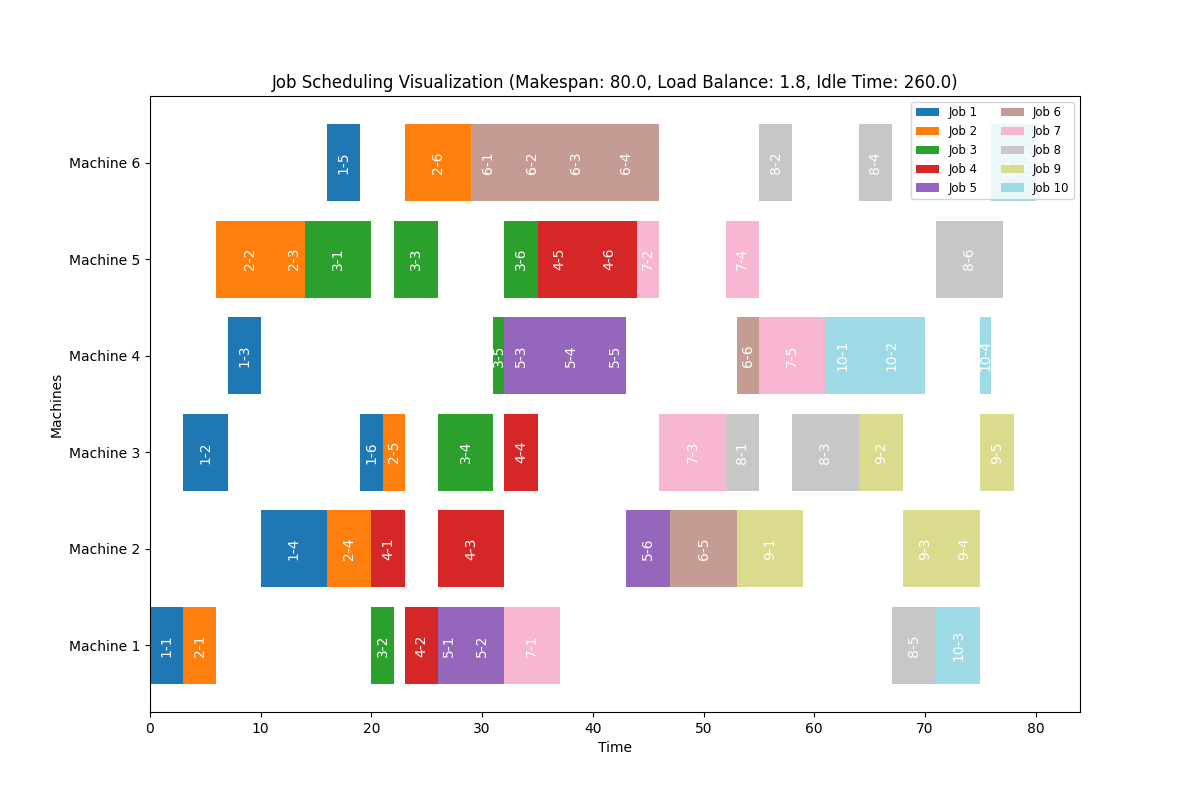 Job Scheduling Visualization (Makespan: 80.0, Load Balance: 1.8, Idle Time: 260.0)
Job 1 Job 6
Job 2 Job 7
Job 3 Job 8
Job 4 Job 9
Job 5 Job 10
Machines
Machine 6
1-5 2-6 6-1 6-2 6-3 6-4 8-2 8-4
Machine 5
2-2 2-3 3-1 3-3 3-6 4-5 4-6 7-2 7-4 8-6
Machine 4
1-3 3-5 5-3 5-4 5-5 6-6 7-5 10-1 10-2 10-4
Machine 3
1-2 1-6 2-5 3-4 4-4 7-3 8-1 8-3 9-2 9-5
Machine 2
1-4 2-4 4-1 4-3 5-6 6-5 9-1 9-3 9-4
Machine 1
1-1 2-1 3-2 4-2 5-1 5-2 7-1 8-5 10-3
0 10 20 30 40 50 60 70 80
Time